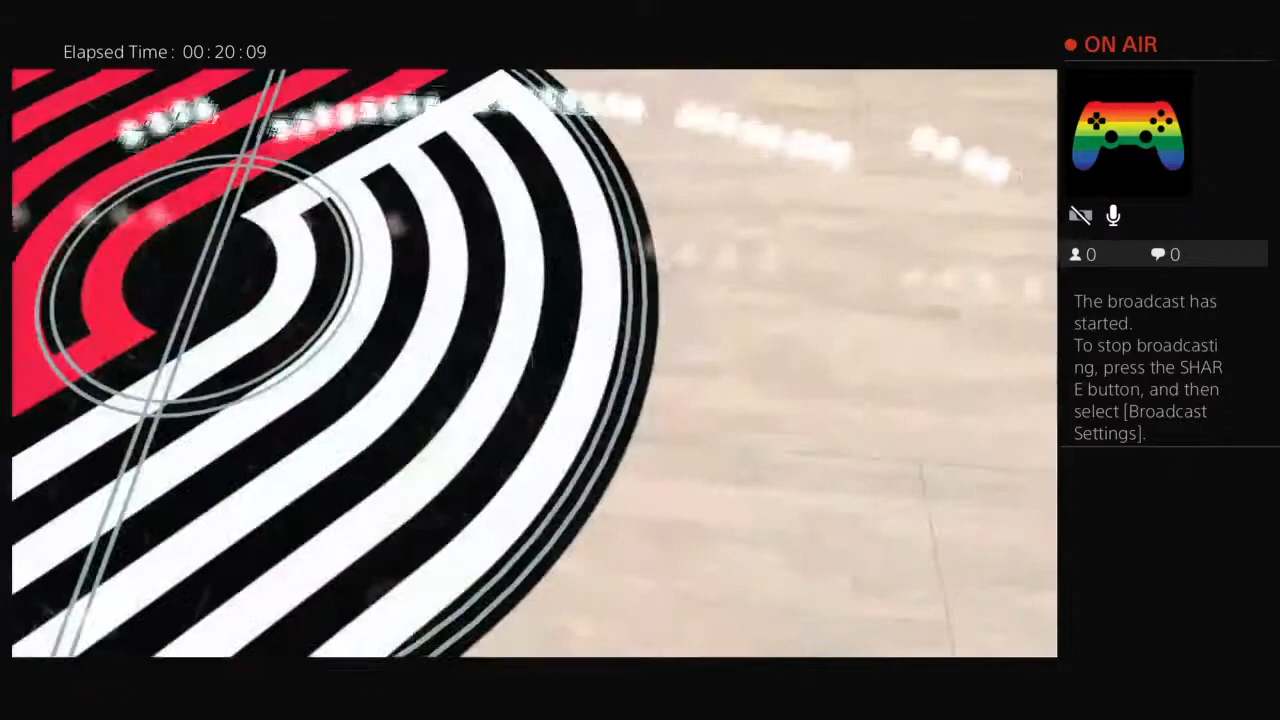 Elapsed Time: 00:20:09
ON AIR
0 0
The broadcast has
started.
To stop broadcasti
ng, press the SHAR
E button, and then
select [Broadcast
Settings].